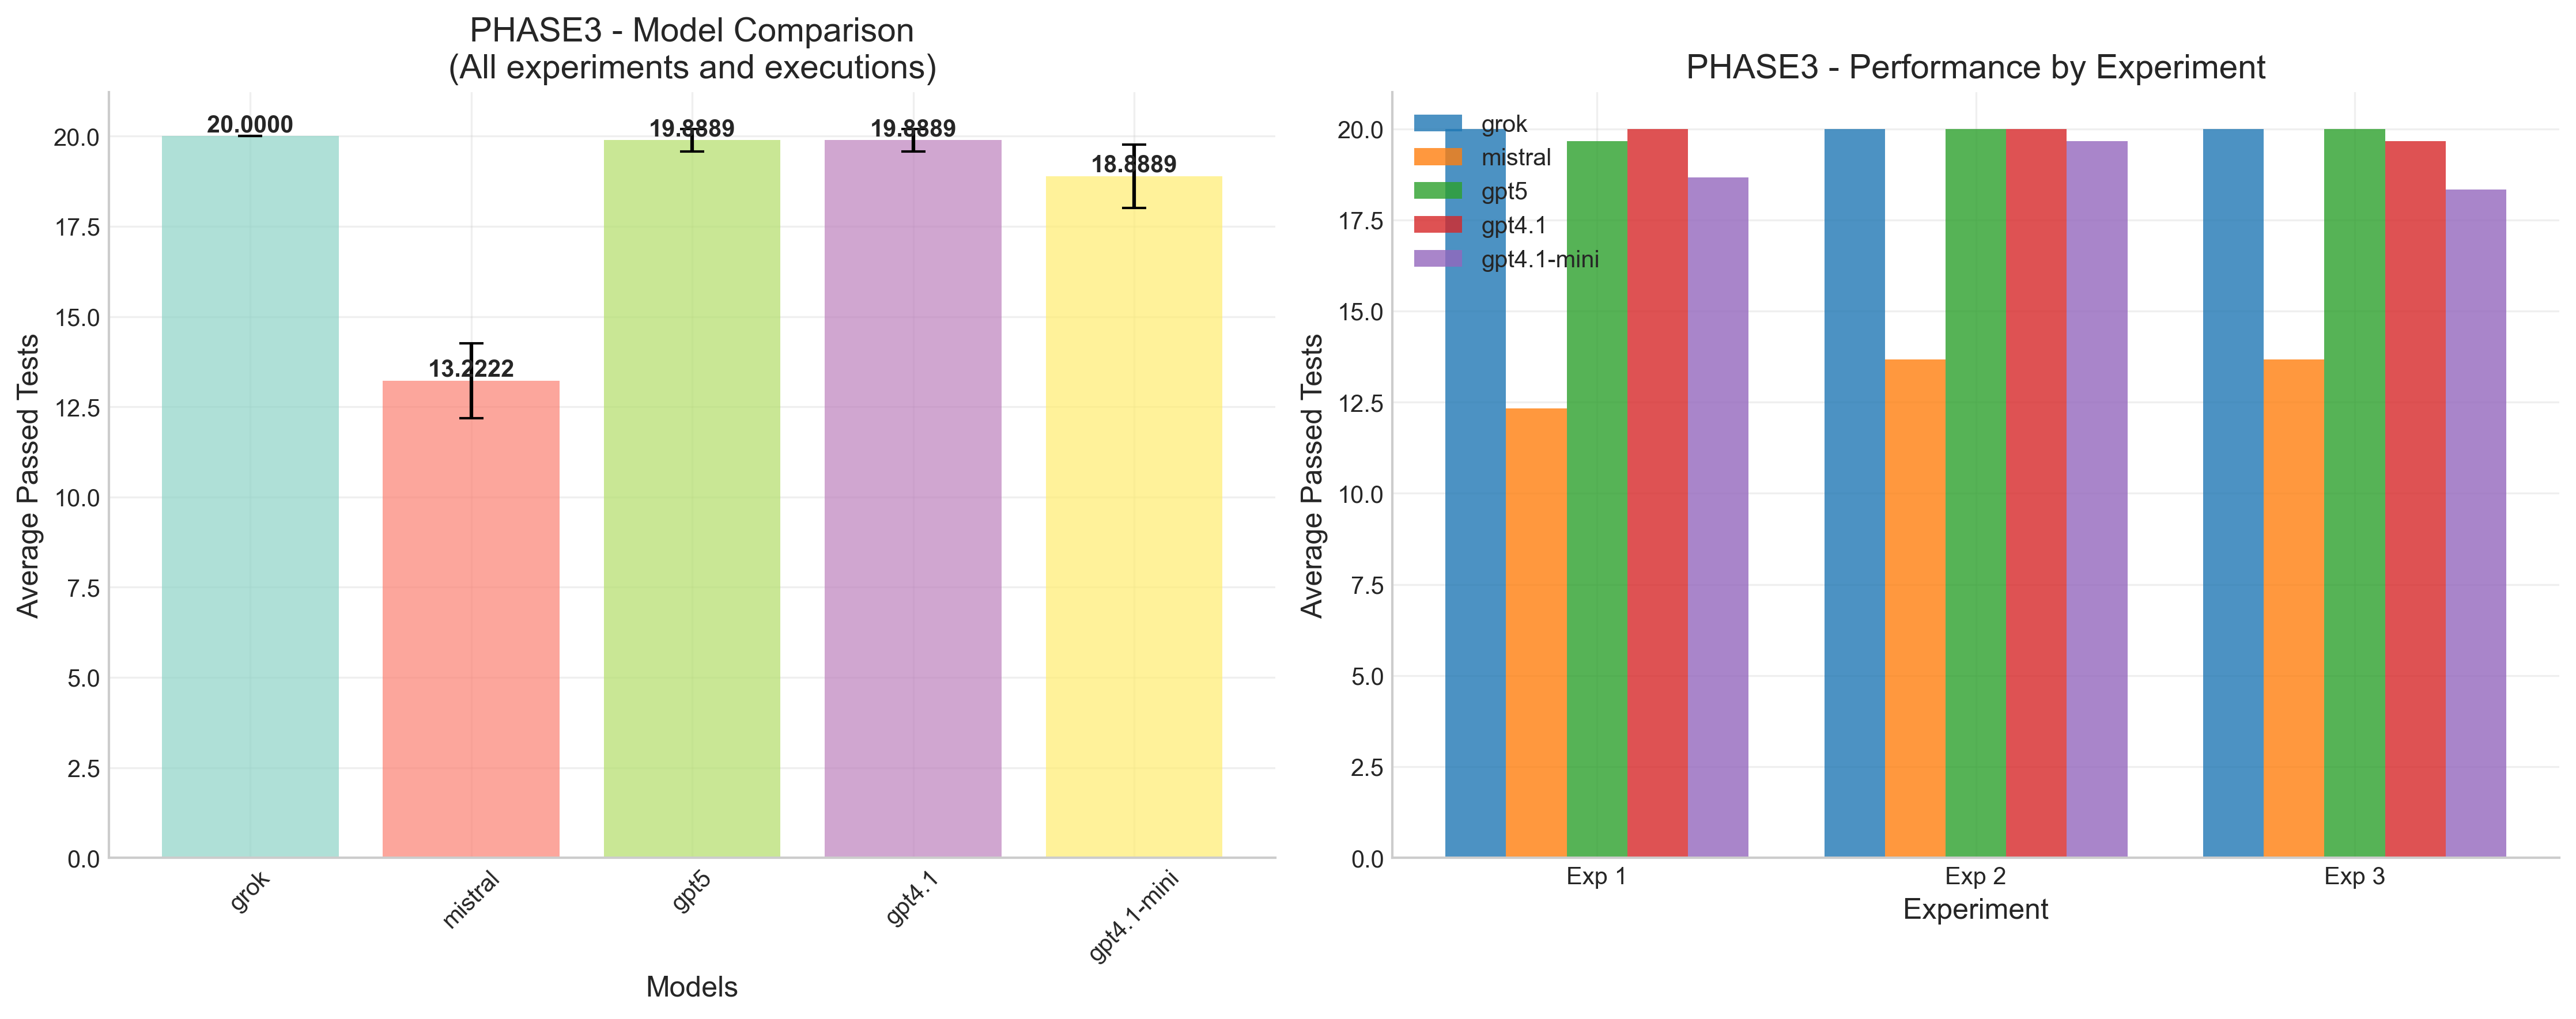 PHASE3 - Model Comparison
(All experiments and executions)
Average Passed Tests
20.0
17.5
15.0
12.5
10.0
7.5
5.0
2.5
0.0
20.0000
13.2222
19.8889
19.8889
18.8889
grok
mistral
gpt5
gpt4.1
gpt4.1-mini
Models
PHASE3 - Performance by Experiment
Average Passed Tests
20.0
17.5
15.0
12.5
10.0
7.5
5.0
2.5
0.0
grok
mistral
gpt5
gpt4.1
gpt4.1-mini
Exp 1
Exp 2
Exp 3
Experiment